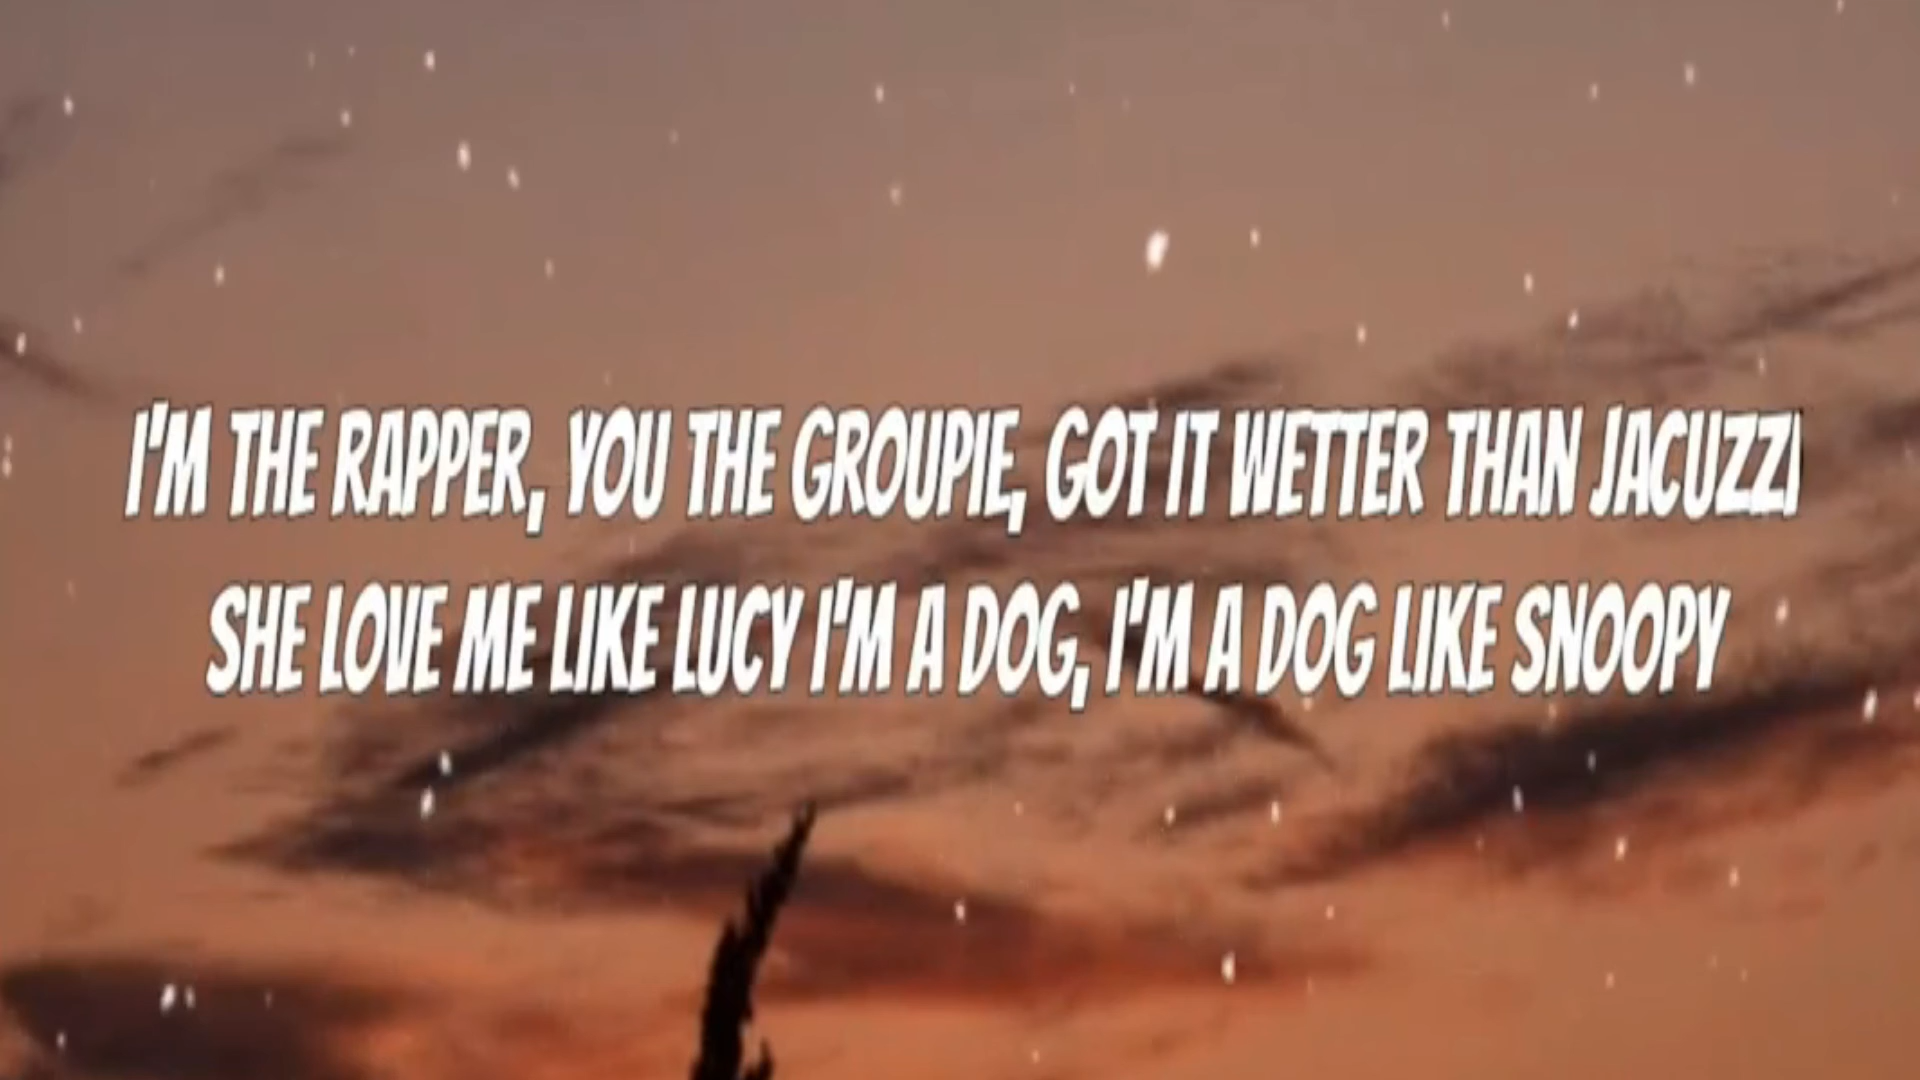 I'M THE RAPPER, YOU THE GROUPIE, GOT IT WETTER THAN JACUZZI
SHE LOVE ME LIKE LUCY I'M A DOG, I'M A DOG LIKE SNOOPY